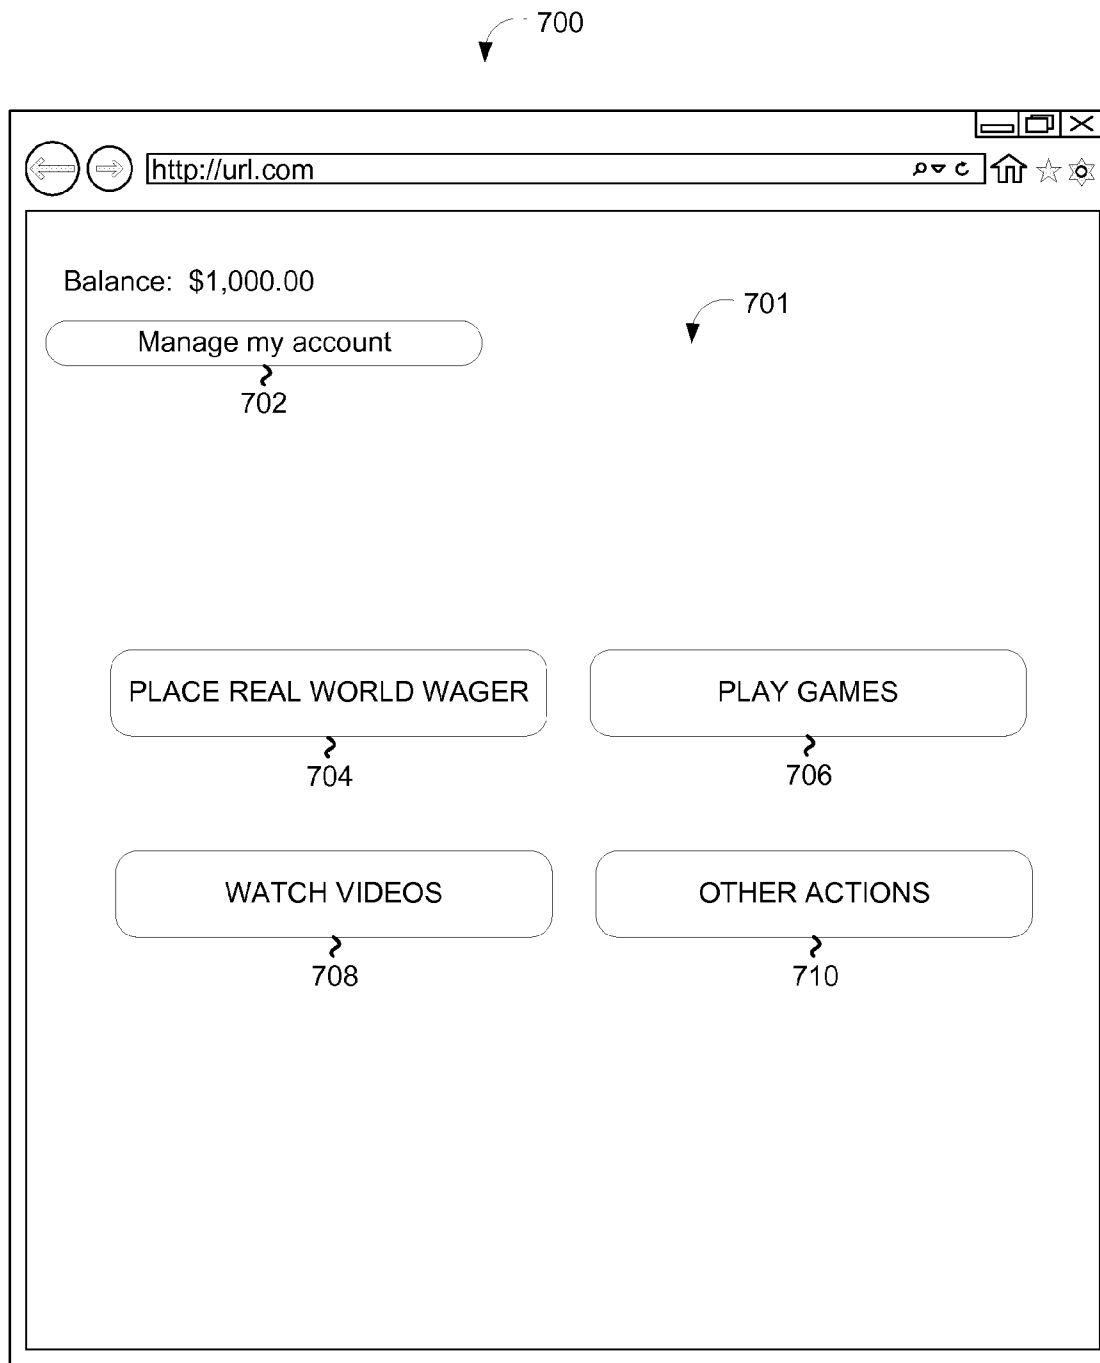 700
http://url.com
Balance: $1,000.00
701
Manage my account
702
PLACE REAL WORLD WAGER
PLAY GAMES
704
706
WATCH VIDEOS
OTHER ACTIONS
708
710